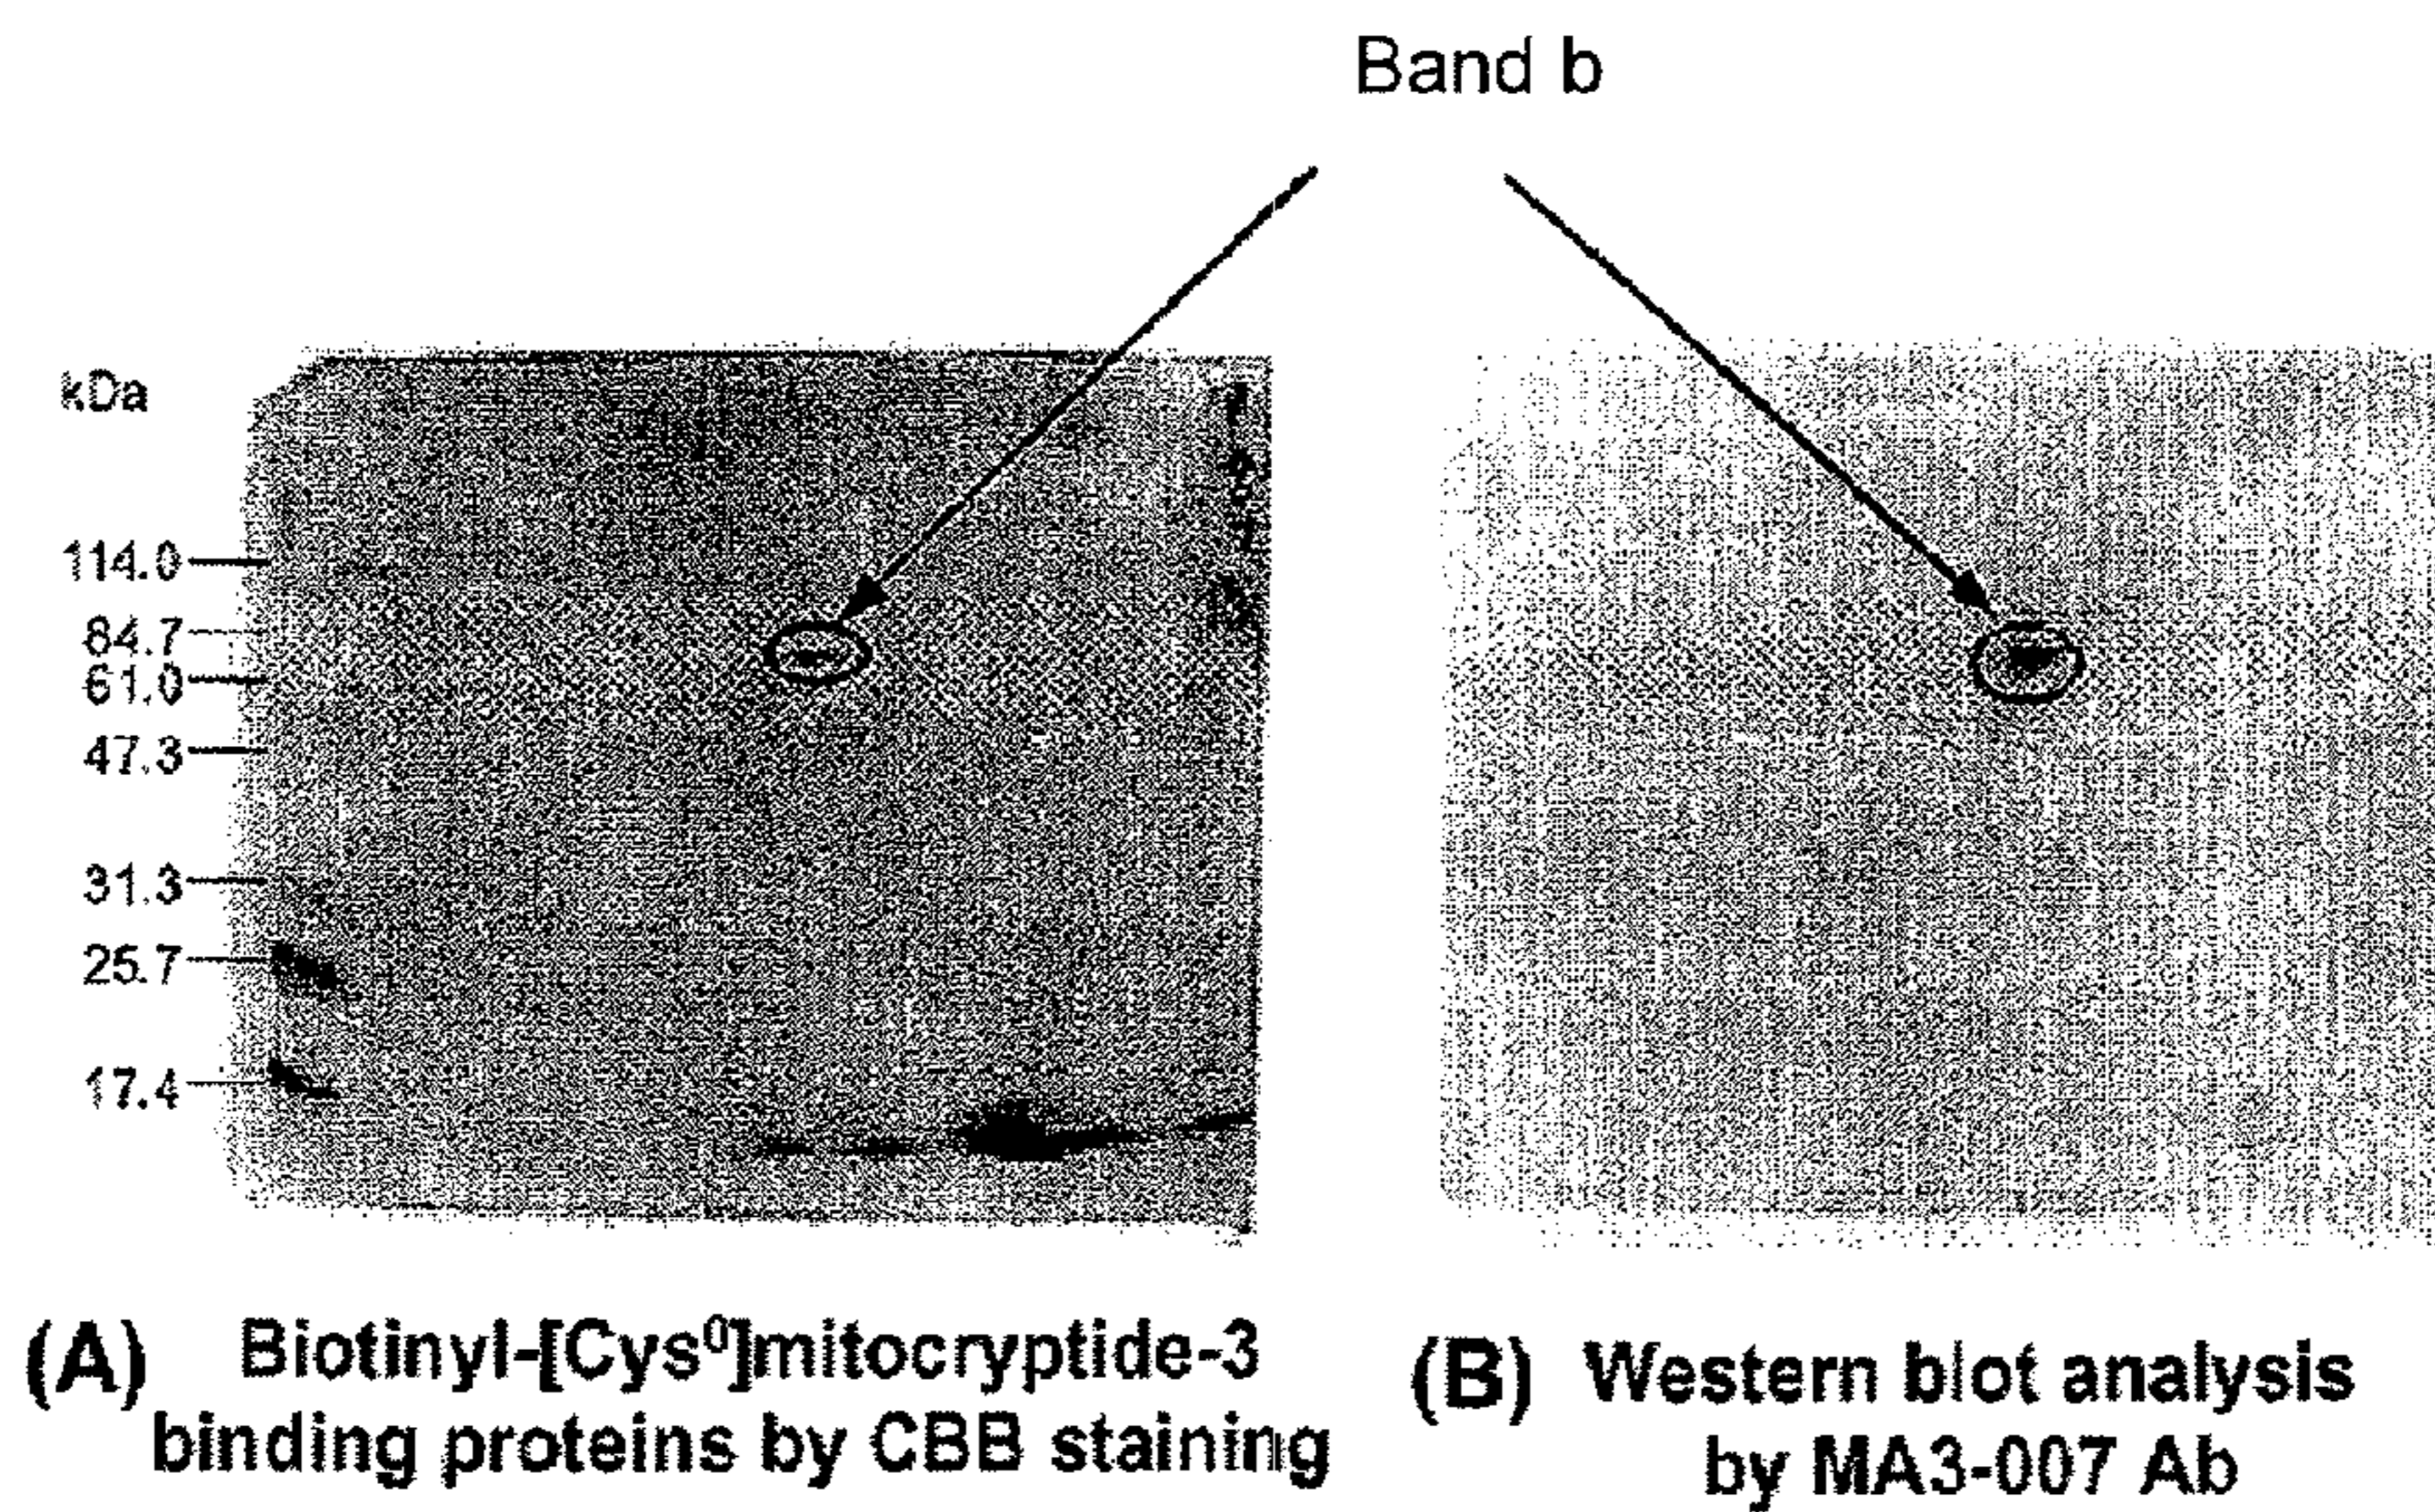 Band b
kDa
114.0
84.7
61.0
47.3
31.3
25.7
17.4
(A) Biotinyl-[Cys⁰]mitocryptide-3
binding proteins by CBB staining
(B) Western blot analysis
by MA3-007 Ab